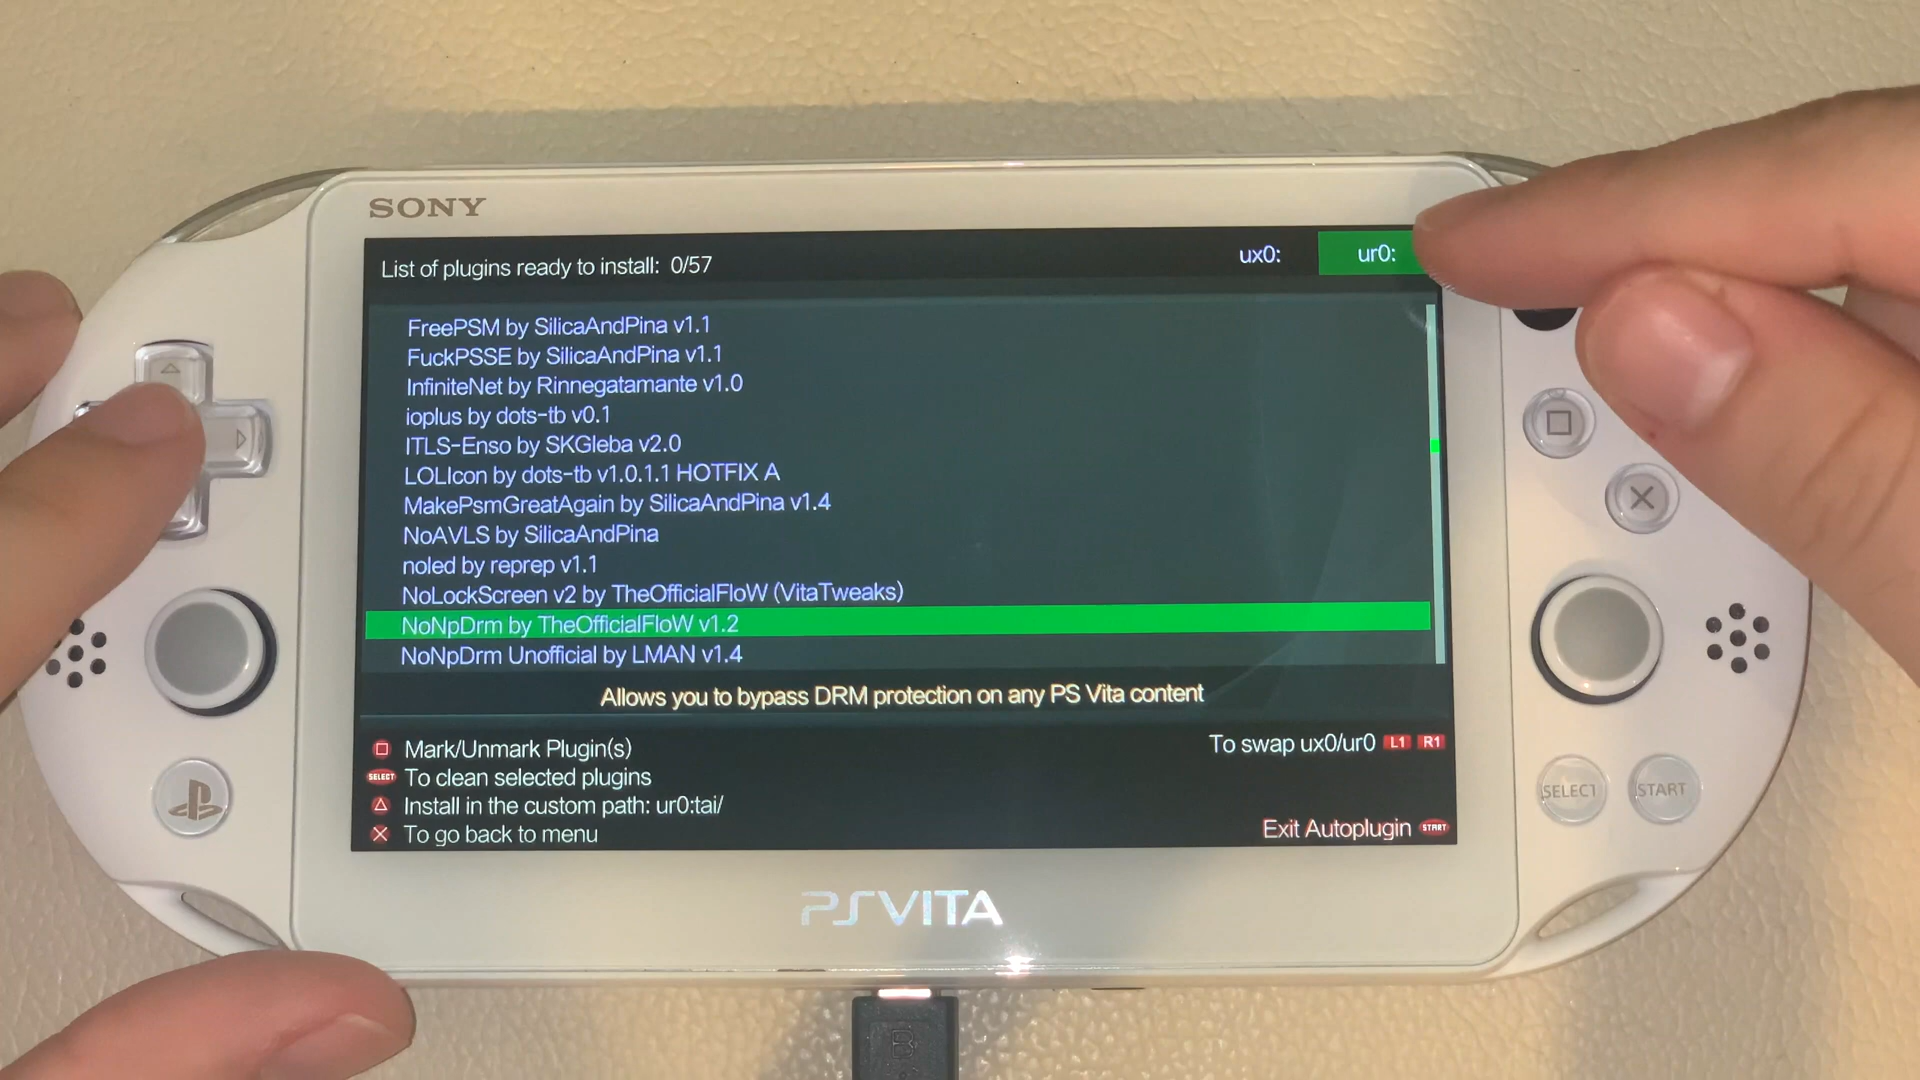 SONY
List of plugins ready to install: 0/57
ux0:
ur0:
FreePSM by SilicaAndPina v1.1
FuckPSSE by SilicaAndPina v1.1
InfiniteNet by Rinnegatamante v1.0
ioplus by dots-tb v0.1
ITLS-Enso by SKGleba v2.0
LOLIcon by dots-tb v1.0.1.1 HOTFIX A
MakePsmGreatAgain by SilicaAndPina v1.4
NoAVLS by SilicaAndPina
noled by reprep v1.1
NoLockScreen v2 by TheOfficialFloW (VitaTweaks)
NoNpDrm by TheOfficialFloW v1.2
NoNpDrm Unofficial by LMAN v1.4
Allows you to bypass DRM protection on any PS Vita content
Mark/Unmark Plugin(s)
To swap ux0/ur0 L1 R1
SELECT To clean selected plugins
Install in the custom path: ur0:tai/
To go back to menu
Exit Autoplugin START
SELECT
START
PSVITA
B